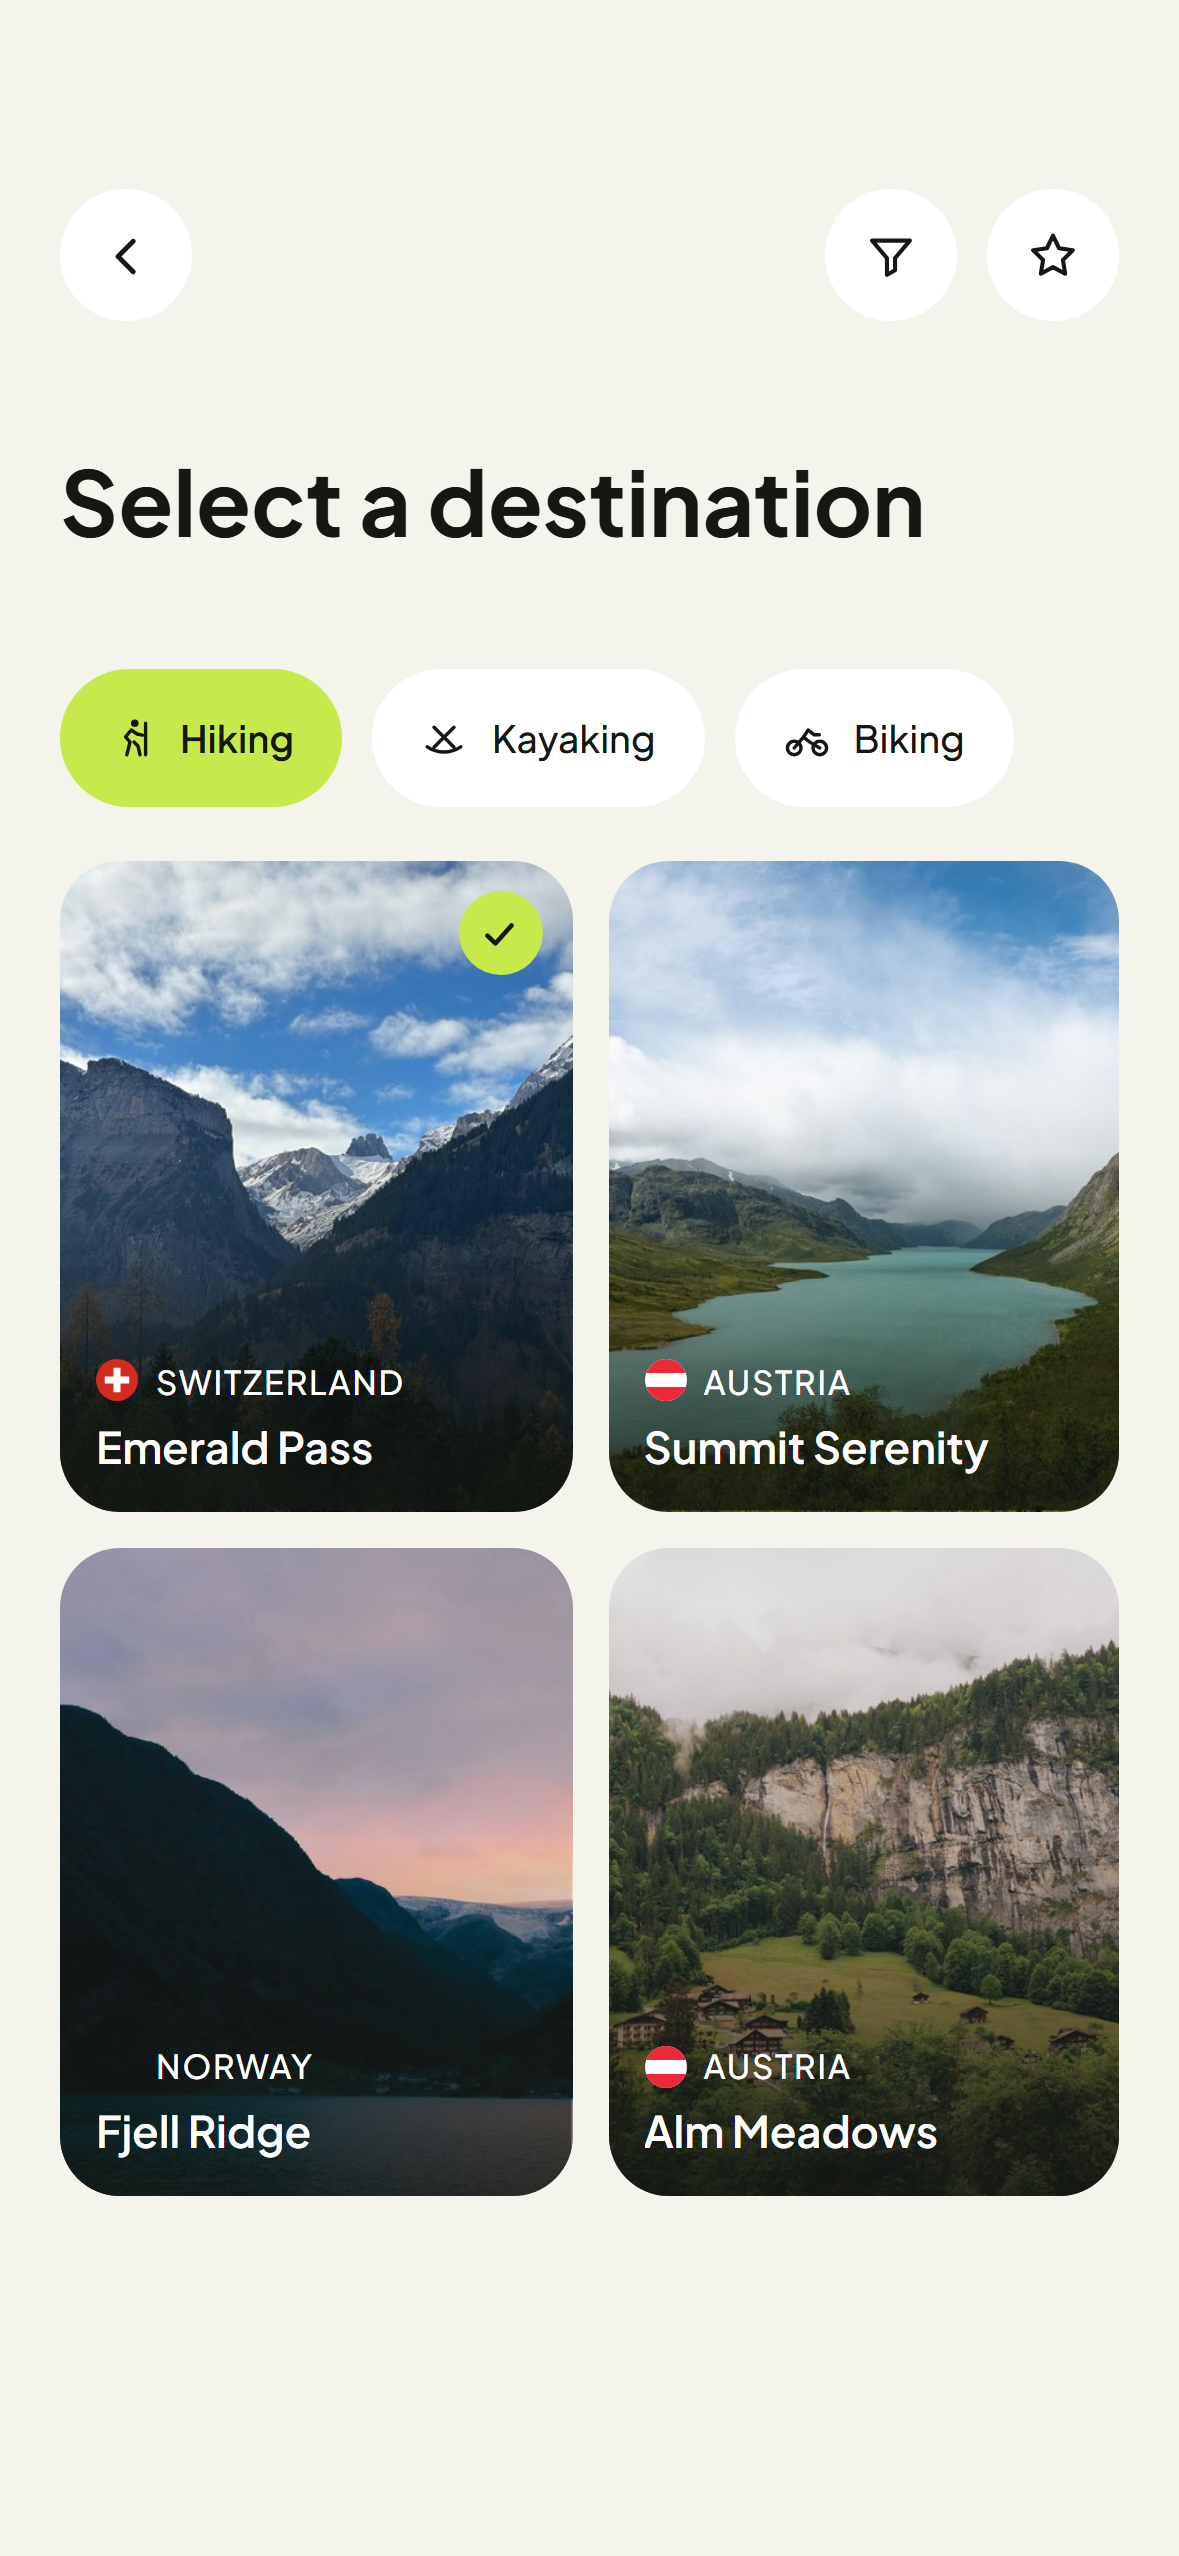 Select a destination
Hiking
Kayaking
Biking
SWITZERLAND
Emerald Pass
AUSTRIA
Summit Serenity
NORWAY
Fjell Ridge
AUSTRIA
Alm Meadows